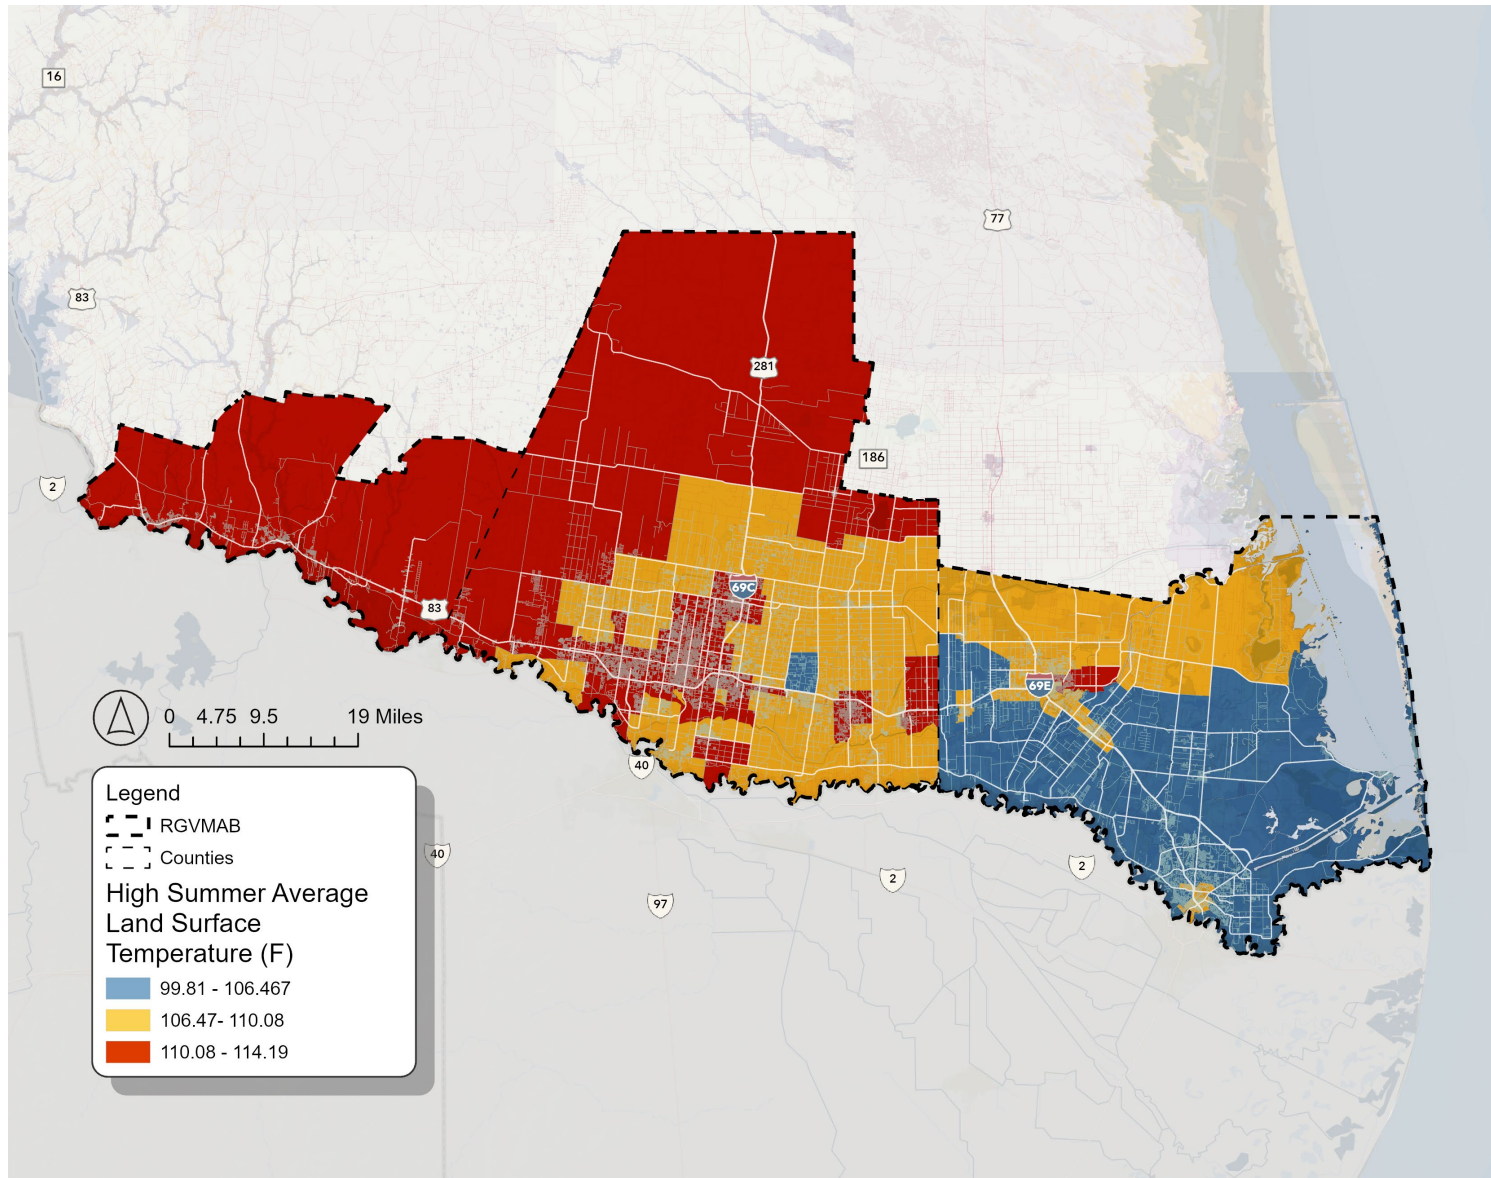 16
77
83
281
186
2
83
69C
69E
0 4.75 9.5 19 Miles
40
40
2
2
97
Legend
RGVMAB
Counties
High Summer Average
Land Surface
Temperature (F)
99.81 - 106.467
106.47- 110.08
110.08 - 114.19